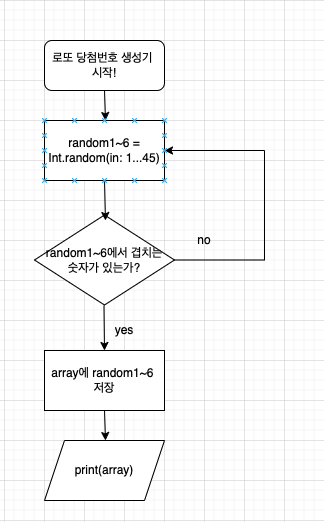 로또 당첨번호 생성기
시작!
random1~6 =
Int.random(in: 1...45)
random1~6에서 겹치는
숫자가 있는가?
no
yes
array에 random1~6
저장
print(array)